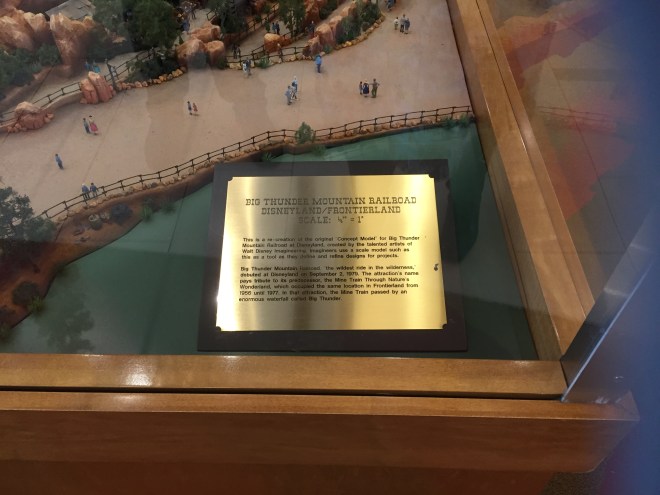 BIG THUNDER MOUNTAIN RAILROAD
DISNEYLAND/FRONTIERLAND
SCALE: ¼" = 1'
This is a re-creation of the original 'Concept Model' for Big Thunder
Mountain Railroad at Disneyland, created by the talented artists of
Walt Disney Imagineering. Imagineers use a scale model such as
this as a tool as they define and refine designs for projects.
Big Thunder Mountain Railroad, 'the wildest ride in the wilderness,'
debuted at Disneyland on September 2, 1979. The attraction's name
pays tribute to its predecessor, the Mine Train Through Nature's
Wonderland, which occupied the same location in Frontierland from
1956 until 1977. In that attraction, the Mine Train passed by an
enormous waterfall called Big Thunder.